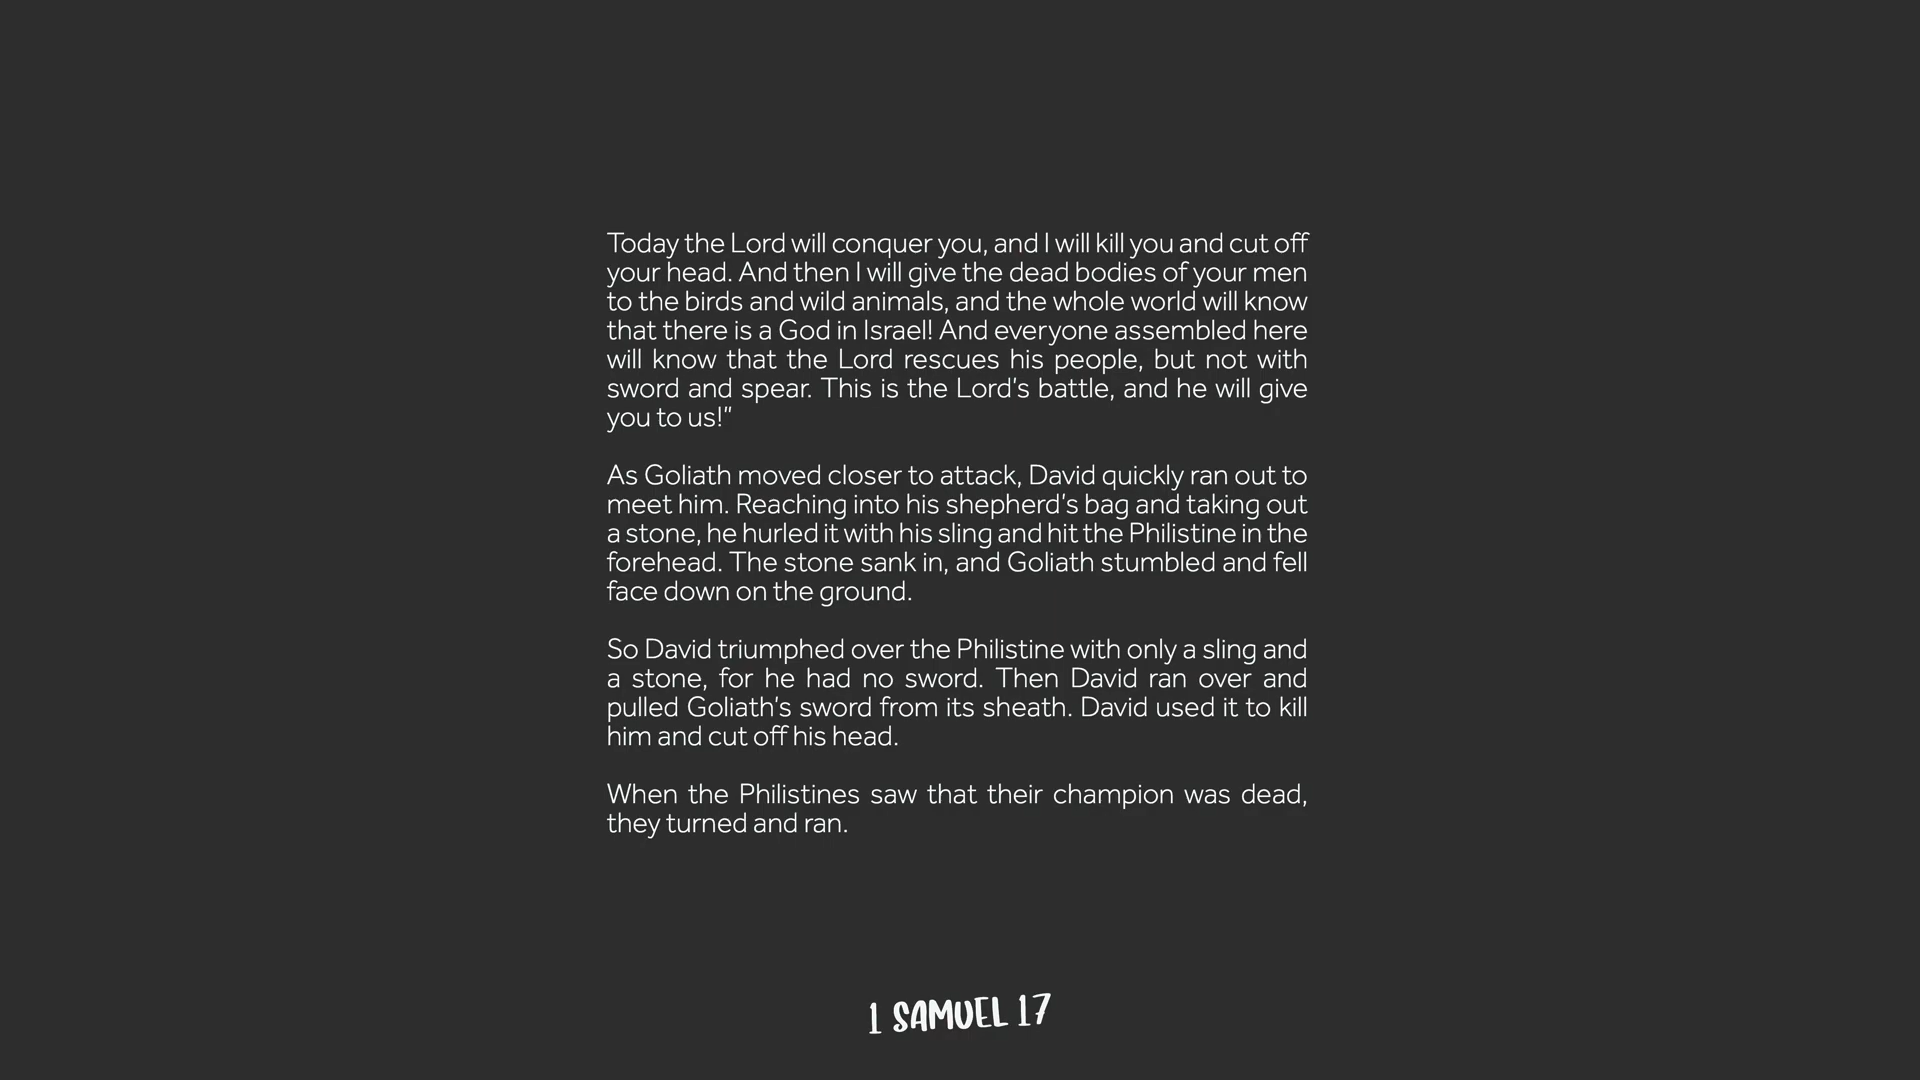 Today the Lord will conquer you, and I will kill you and cut off
your head. And then I will give the dead bodies of your men
to the birds and wild animals, and the whole world will know
that there is a God in Israel! And everyone assembled here
will know that the Lord rescues his people, but not with
sword and spear. This is the Lord’s battle, and he will give
you to us!”
As Goliath moved closer to attack, David quickly ran out to
meet him. Reaching into his shepherd’s bag and taking out
a stone, he hurled it with his sling and hit the Philistine in the
forehead. The stone sank in, and Goliath stumbled and fell
face down on the ground.
So David triumphed over the Philistine with only a sling and
a stone, for he had no sword. Then David ran over and
pulled Goliath’s sword from its sheath. David used it to kill
him and cut off his head.
When the Philistines saw that their champion was dead,
they turned and ran.
1 SAMUEL 17